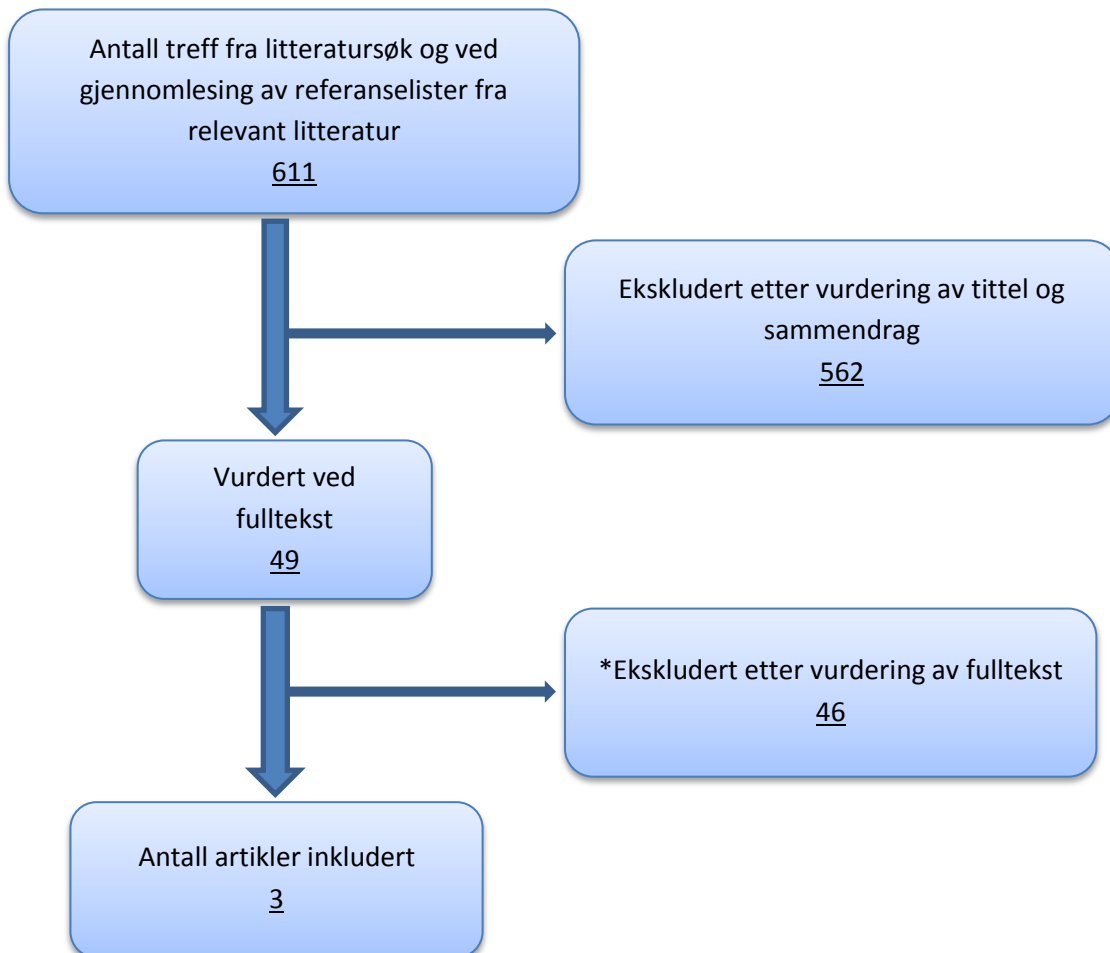 Antall treff fra litteratursøk og ved
gjennomlesing av referanselister fra
relevant litteratur
611
Ekskludert etter vurdering av tittel og
sammendrag
562
Vurdert ved
fulltekst
49
*Ekskludert etter vurdering av fulltekst
46
Antall artikler inkludert
3